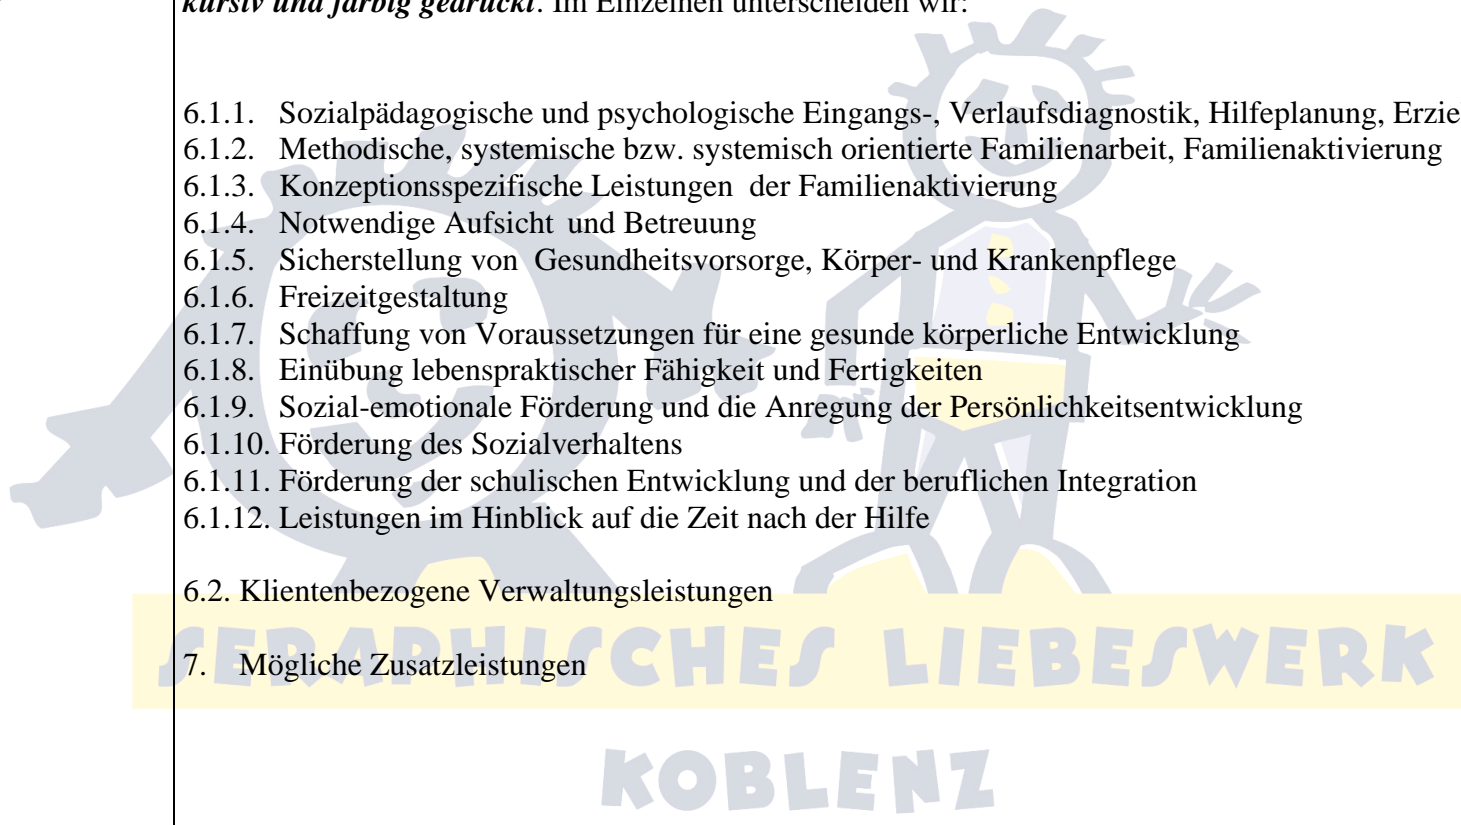 kursiv und farbig gedruckt. Im Einzelnen unterscheiden wir:
6.1.1. Sozialpädagogische und psychologische Eingangs-, Verlaufsdiagnostik, Hilfeplanung, Erzie
6.1.2. Methodische, systemische bzw. systemisch orientierte Familienarbeit, Familienaktivierung
6.1.3. Konzeptionsspezifische Leistungen der Familienaktivierung
6.1.4. Notwendige Aufsicht und Betreuung
6.1.5. Sicherstellung von Gesundheitsvorsorge, Körper- und Krankenpflege
6.1.6. Freizeitgestaltung
6.1.7. Schaffung von Voraussetzungen für eine gesunde körperliche Entwicklung
6.1.8. Einübung lebenspraktischer Fähigkeit und Fertigkeiten
6.1.9. Sozial-emotionale Förderung und die Anregung der Persönlichkeitsentwicklung
6.1.10. Förderung des Sozialverhaltens
6.1.11. Förderung der schulischen Entwicklung und der beruflichen Integration
6.1.12. Leistungen im Hinblick auf die Zeit nach der Hilfe
6.2. Klientenbezogene Verwaltungsleistungen
7. Mögliche Zusatzleistungen
SERAPHISCHES LIEBESWERK
KOBLENZ